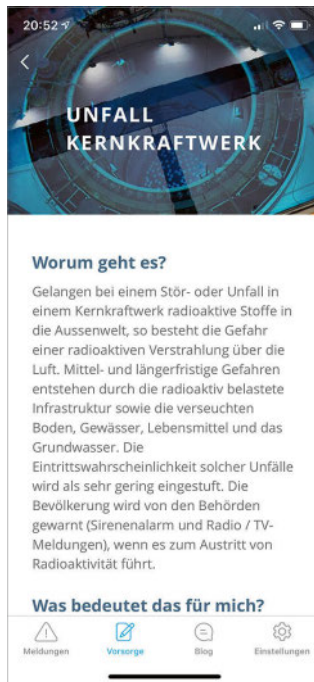 20:52
UNFALL
KERNKRAFTWERK
Worum geht es?
Gelangen bei einem Stör- oder Unfall in
einem Kernkraftwerk radioaktive Stoffe in
die Aussenwelt, so besteht die Gefahr
einer radioaktiven Verstrahlung über die
Luft. Mittel- und längerfristige Gefahren
entstehen durch die radioaktiv belastete
Infrastruktur sowie die verseuchten
Boden, Gewässer, Lebensmittel und das
Grundwasser. Die
Eintrittswahrscheinlichkeit solcher Unfälle
wird als sehr gering eingestuft. Die
Bevölkerung wird von den Behörden
gewarnt (Sirenenalarm und Radio / TV-
Meldungen), wenn es zum Austritt von
Radioaktivität führt.
Was bedeutet das für mich?
Meldungen Vorsorge Blog Einstellungen